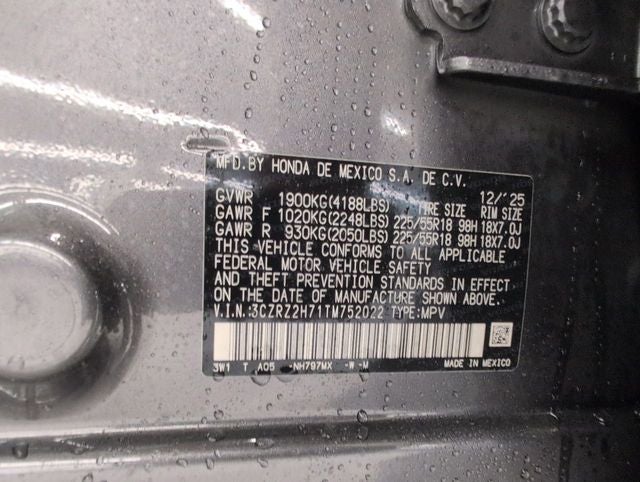 MFD. BY HONDA DE MEXICO S.A. DE C.V.
12/'25
GVWR 1900KG(4188LBS) TIRE SIZE RIM SIZE
GAWR F 1020KG(2248LBS) 225/55R18 98H 18X7.0J
GAWR R 930KG(2050LBS) 225/55R18 98H 18X7.0J
THIS VEHICLE CONFORMS TO ALL APPLICABLE
FEDERAL MOTOR VEHICLE SAFETY
AND THEFT PREVENTION STANDARDS IN EFFECT
ON THE DATE OF MANUFACTURE SHOWN ABOVE.
V.I.N.:3CZRZ2H71TM752022 TYPE:MPV
3W1 T A05 NH797MX -W-M
MADE IN MEXICO